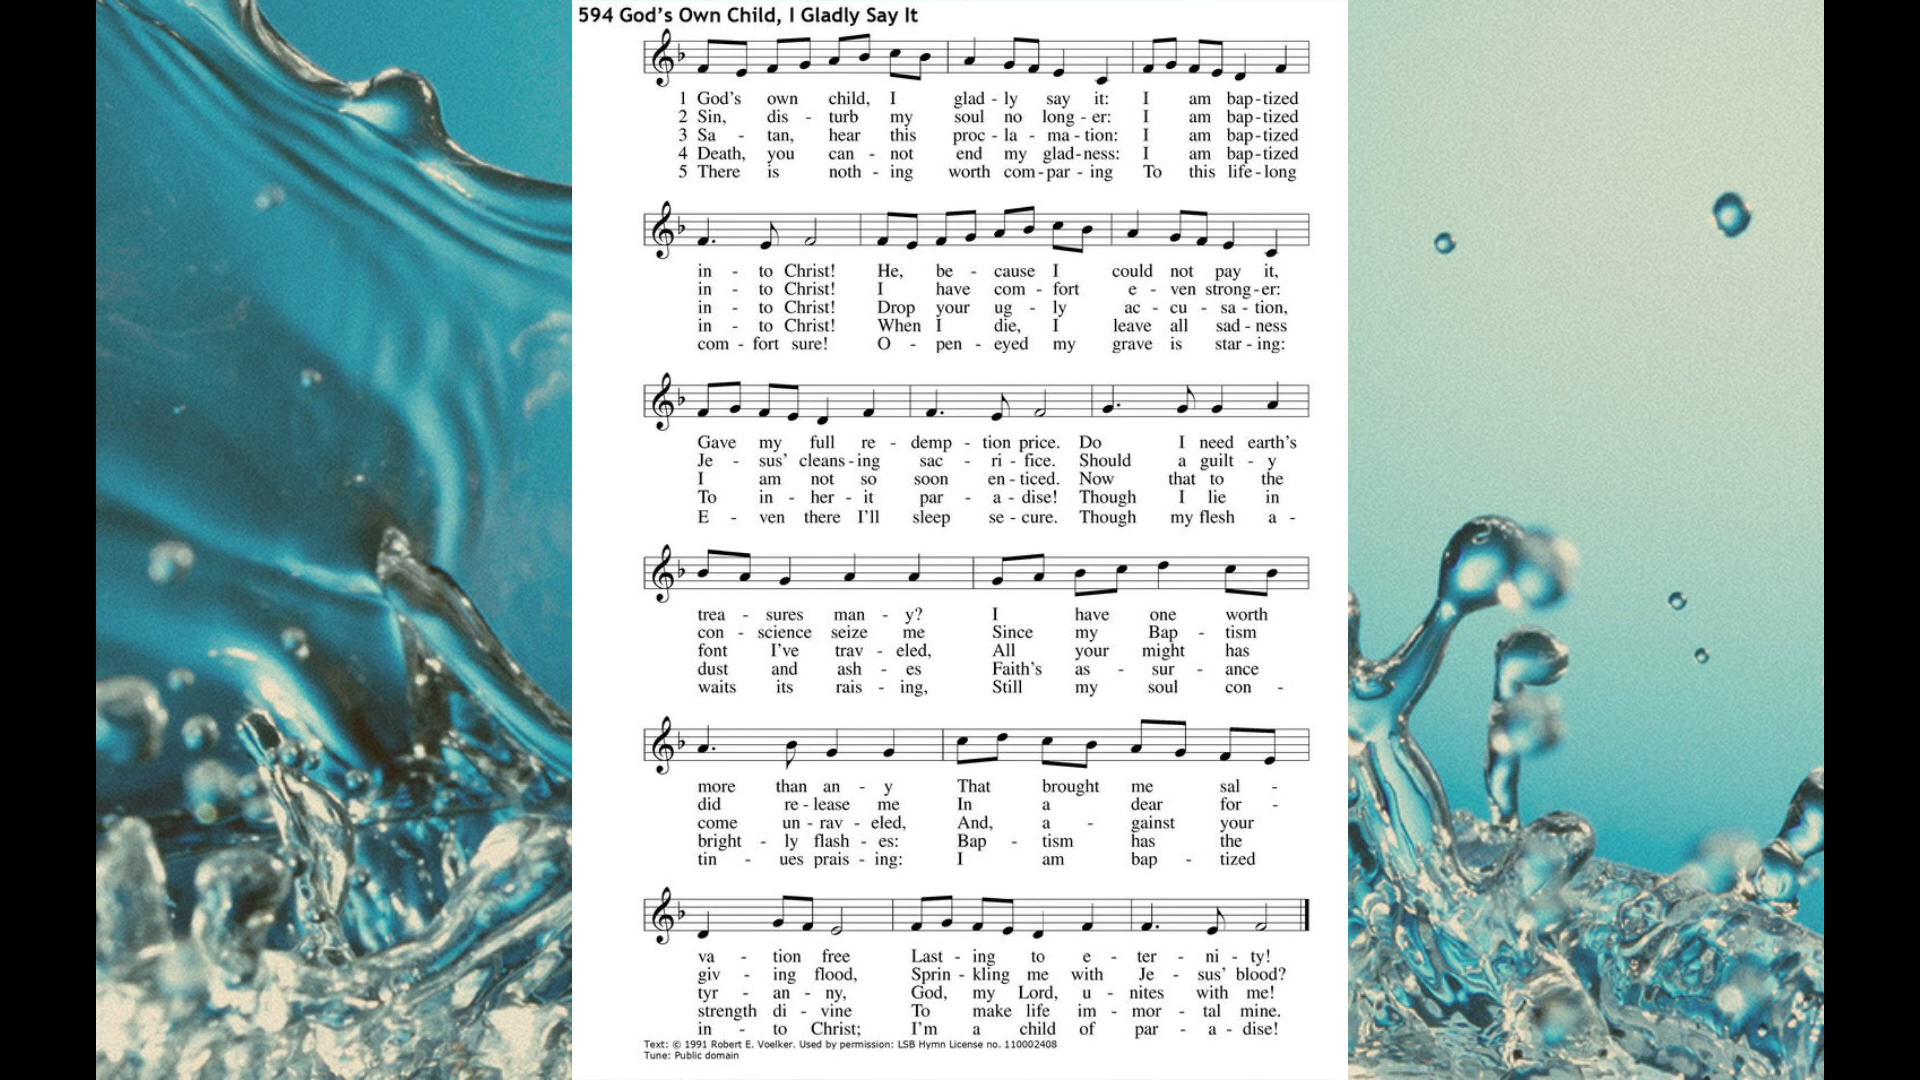 594 God's Own Child, I Gladly Say It
1 God's own child, I glad - ly say it: I am bap - tized
2 Sin, dis - turb my soul no long - er: I am bap - tized
3 Sa - tan, hear this proc - la - ma - tion: I am bap - tized
4 Death, you can - not end my glad - ness: I am bap - tized
5 There is noth - ing worth com - par - ing To this life - long
in - to Christ! He, be - cause I could not pay it,
in - to Christ! I have com - fort e - ven strong - er:
in - to Christ! Drop your ug - ly ac - cu - sa - tion,
in - to Christ! When I die, I leave all sad - ness
com - fort sure! O - pen - eyed my grave is star - ing:
Gave my full re - demp - tion price. Do I need earth's
Je - sus' cleans - ing sac - ri - fice. Should a guilt - y
I am not so soon en - ticed. Now that to the
To in - her - it par - a - dise! Though I lie in
E - ven there I'll sleep se - cure. Though my flesh a -
trea - sures man - y? I have one worth
con - science seize me Since my Bap - tism
font I've trav - eled, All your might has
dust and ash - es Faith's as - sur - ance
waits its rais - ing, Still my soul con -
more than an - y That brought me sal -
did re - lease me In a dear for -
come un - rav - eled, And, a - gainst your
bright - ly flash - es: Bap - tism has the
tin - ues prais - ing: I am bap - tized
va - tion free Last - ing to e - ter - ni - ty!
giv - ing flood, Sprin - kling me with Je - sus' blood?
tyr - an - ny, God, my Lord, u - nites with me!
strength di - vine To make life im - mor - tal mine.
in - to Christ; I'm a child of par - a - dise!
Text: © 1991 Robert E. Voelker. Used by permission: LSB Hymn License no. 110002408
Tune: Public domain